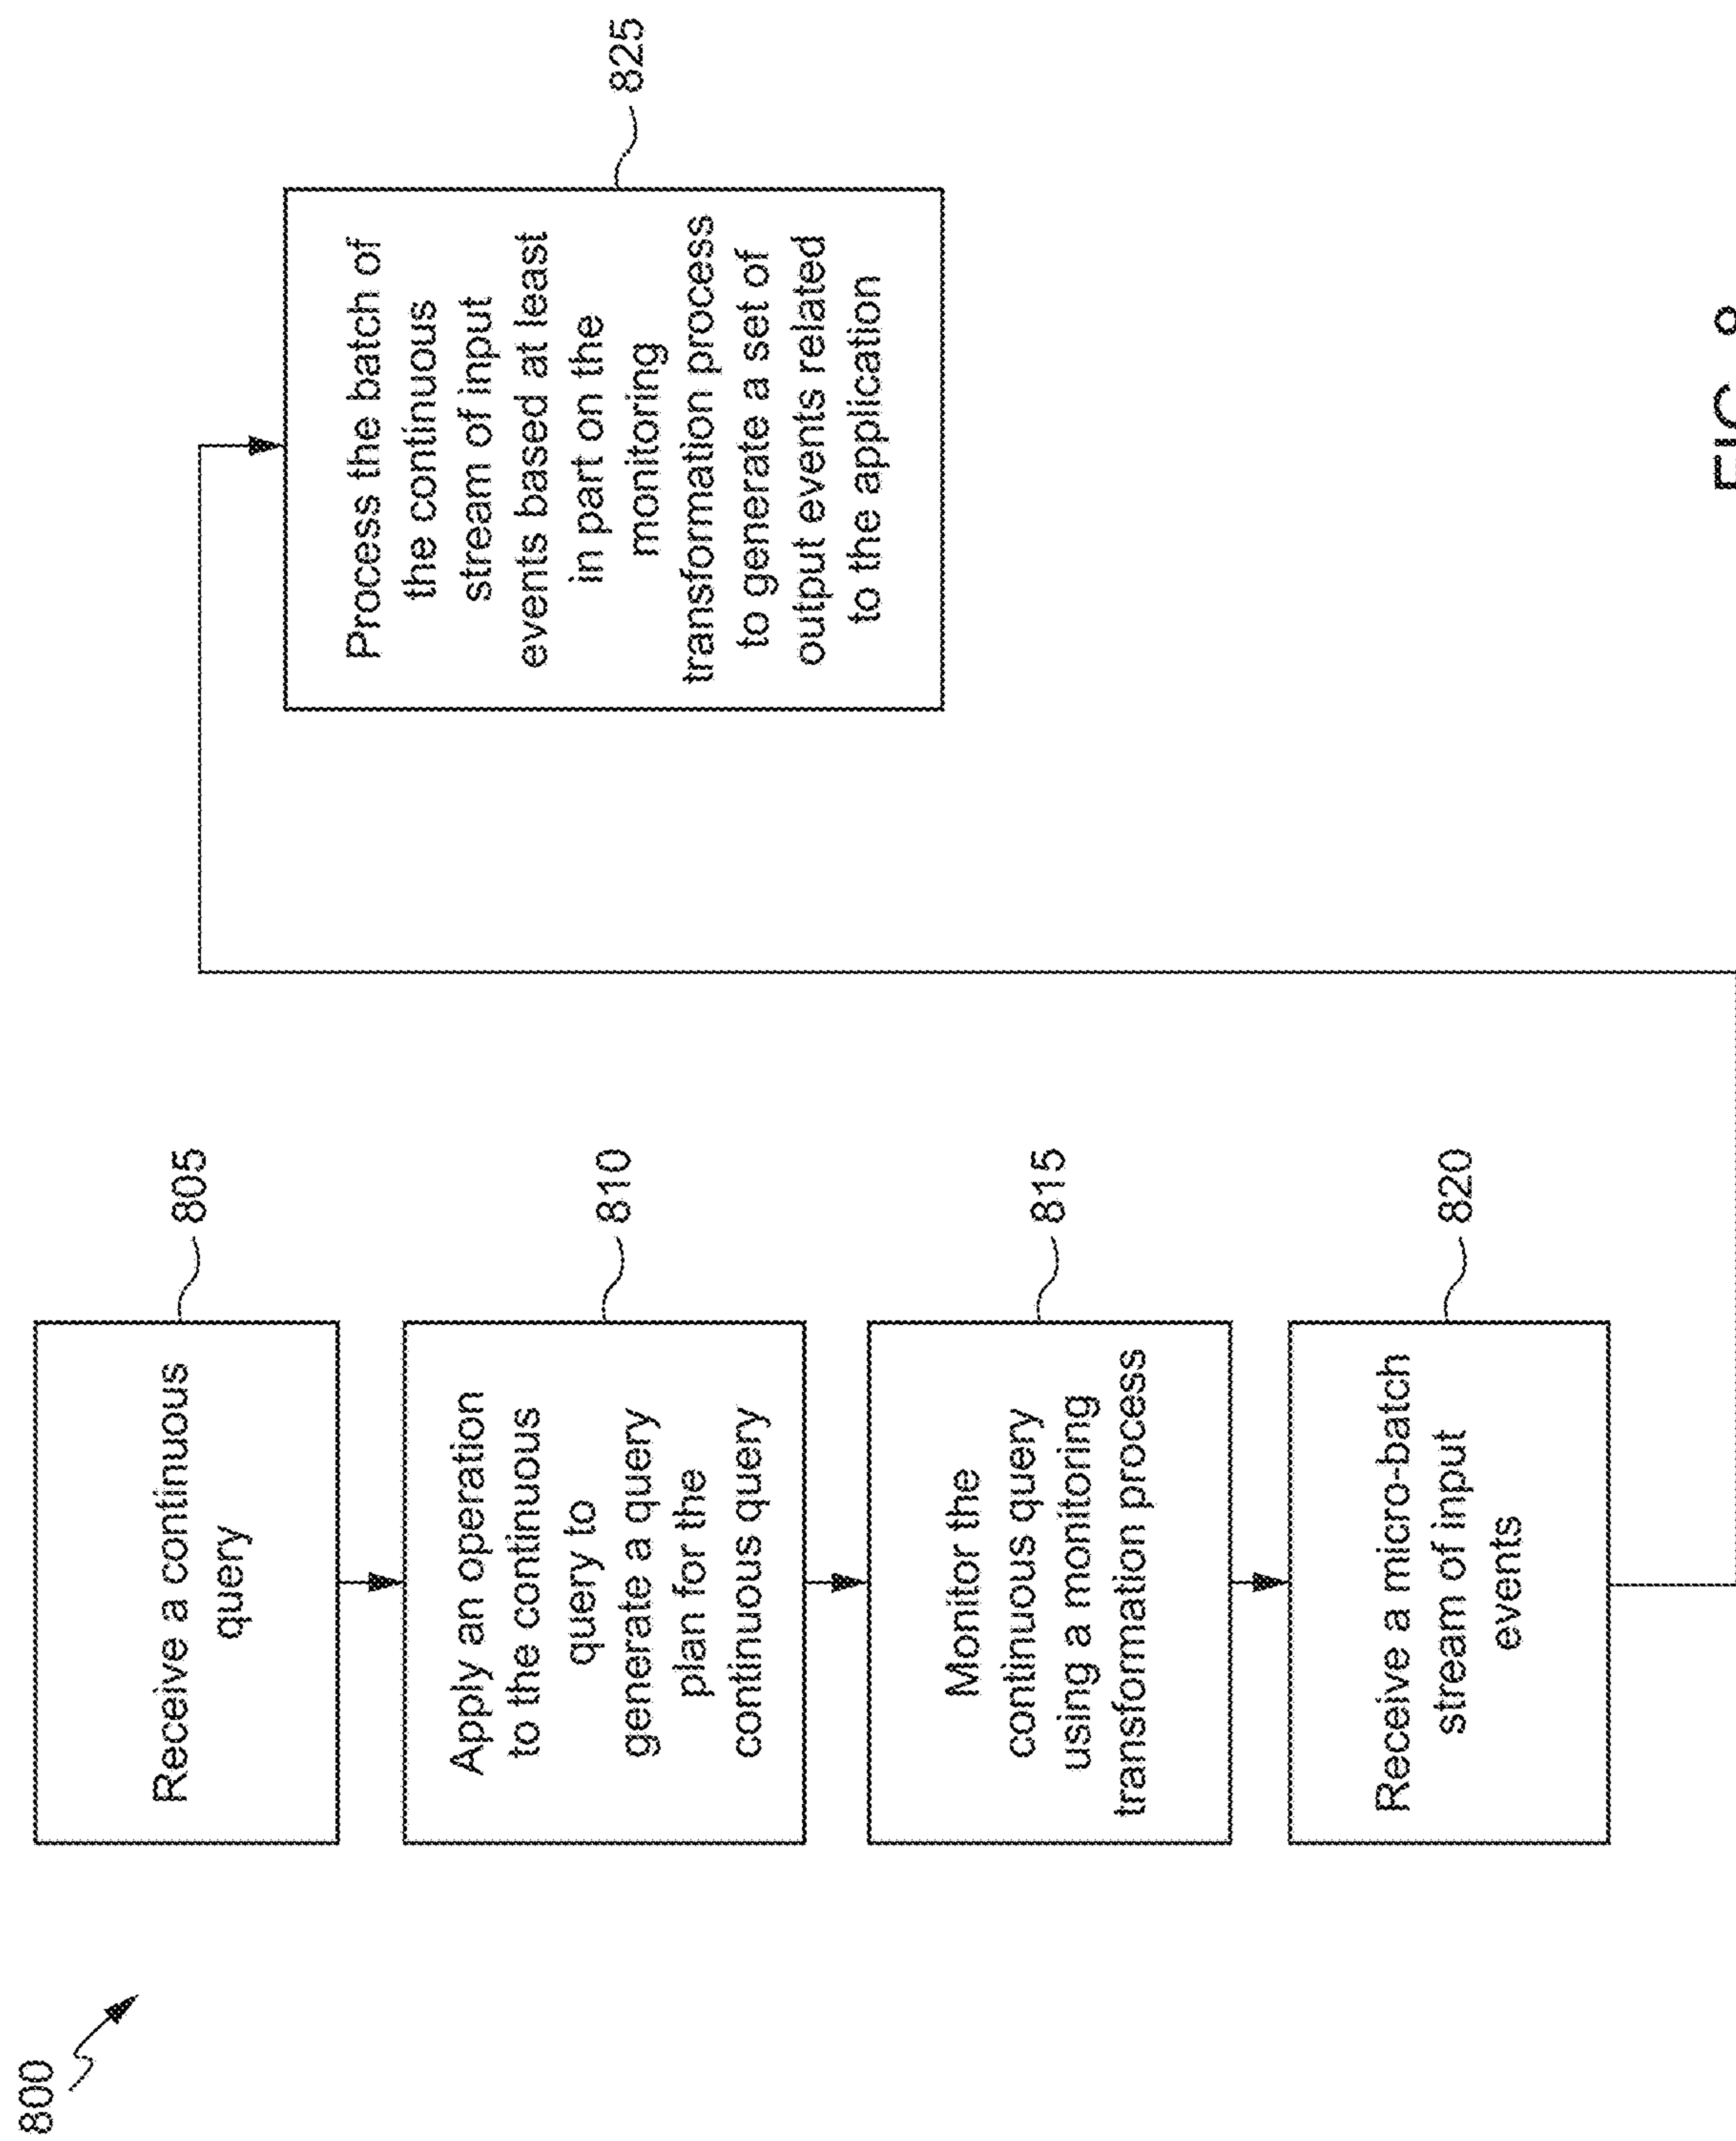 800
Receive a continuous
query
805
Apply an operation
to the continuous
query to
generate a query
plan for the
continuous query
810
Monitor the
continuous query
using a monitoring
transformation process
815
Receive a micro-batch
stream of input
events
820
Process the batch of
the continuous
stream of input
events based at least
in part on the
monitoring
transformation process
to generate a set of
output events related
to the application
825
FIG. 8